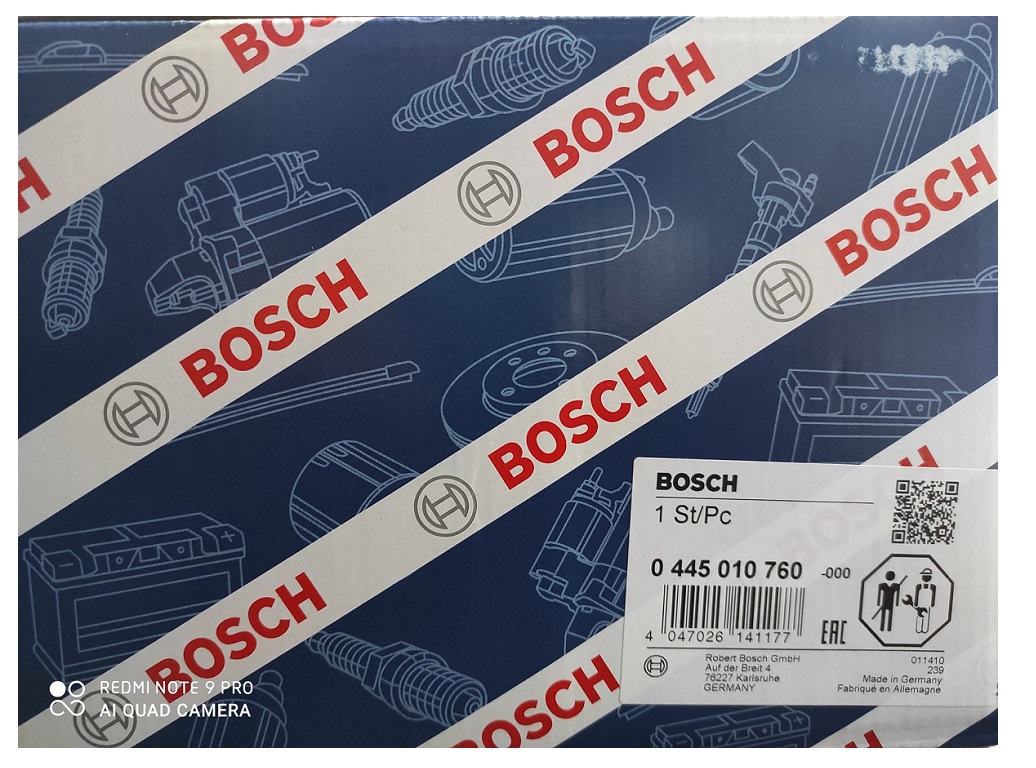 BOSCH
BOSCH
BOSCH
BOSCH
BOSCH
BOSCH
BOSCH
BOSCH
1 St/Pc
0 445 010 760 -000
4 047026 141177
EAC
Robert Bosch GmbH
Auf der Breit 4
76227 Karlsruhe
GERMANY
011410
239
Made in Germany
Fabriqué en Allemagne
REDMI NOTE 9 PRO
AI QUAD CAMERA